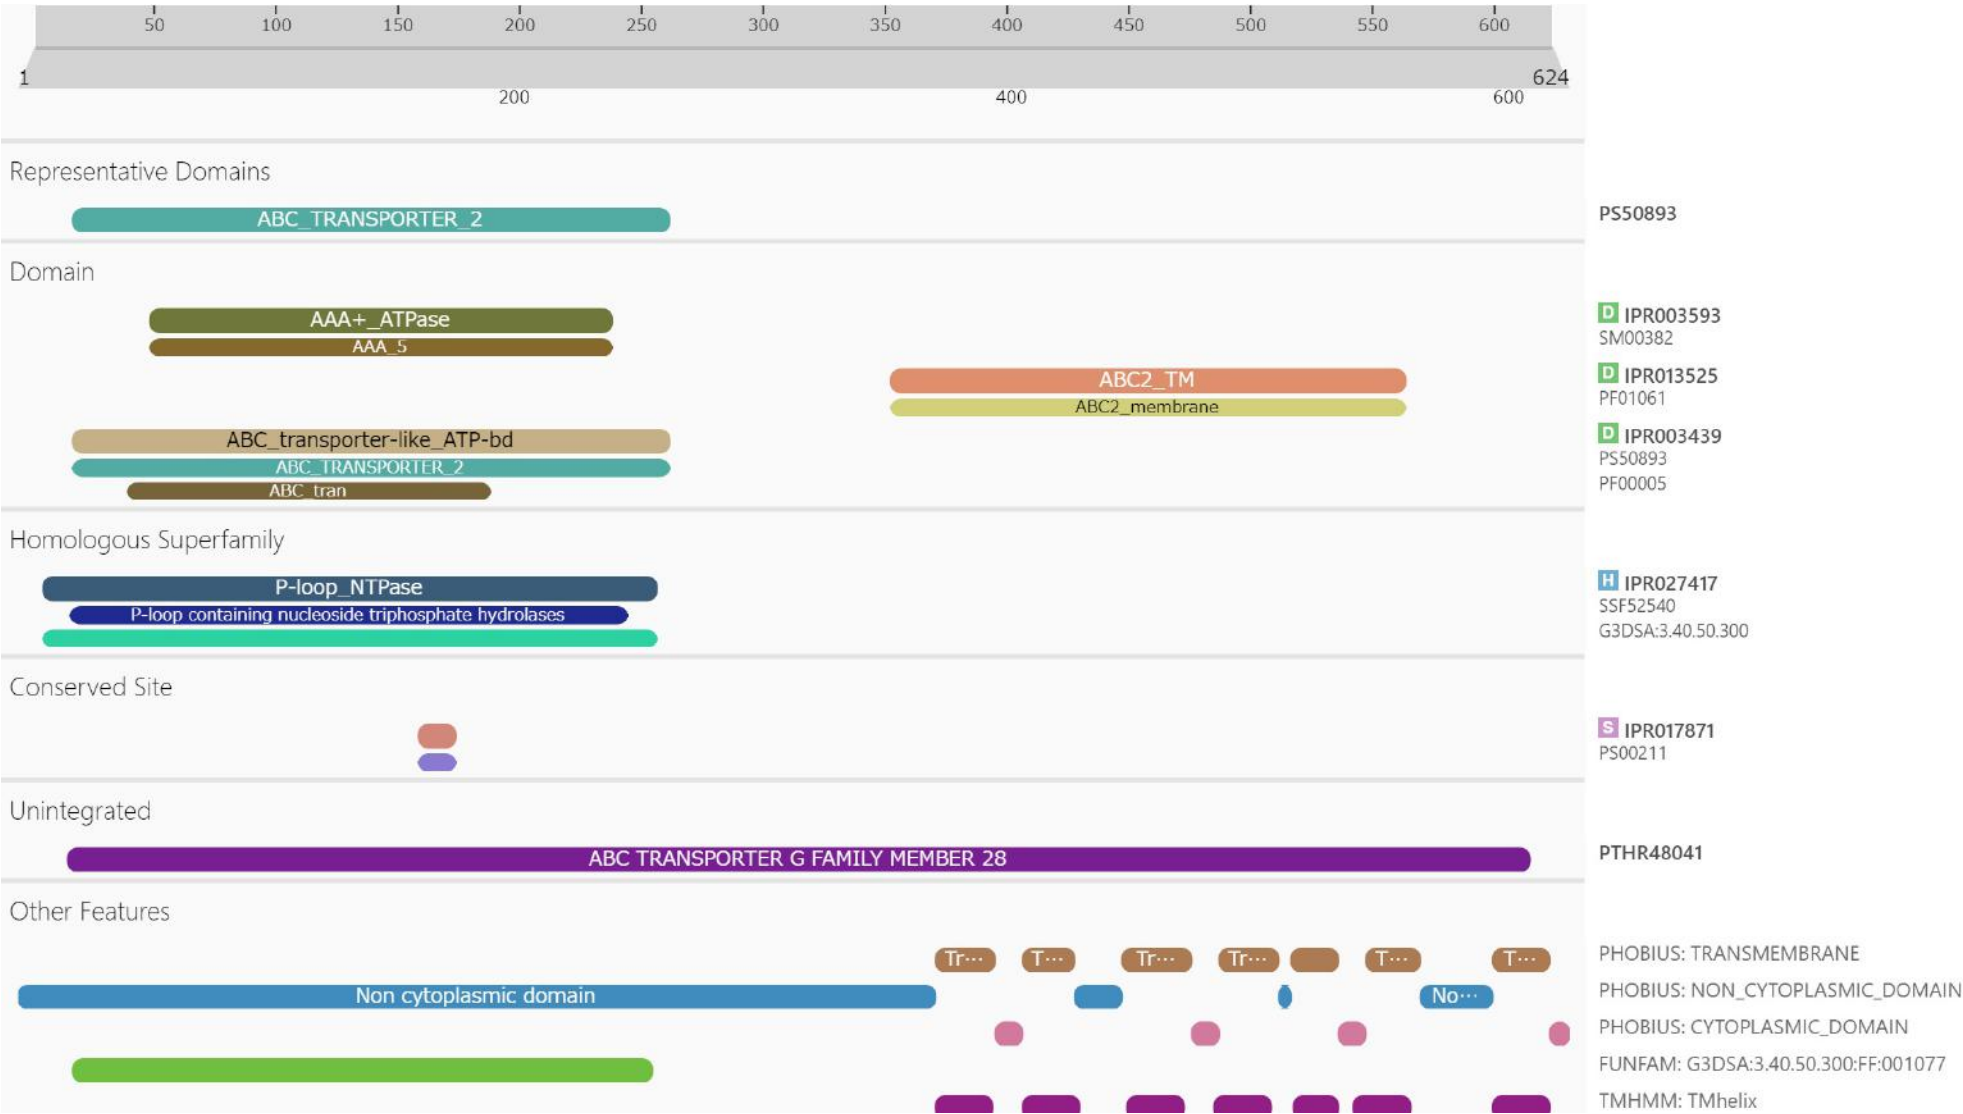 50 100 150 200 250 300 350 400 450 500 550 600
1 624
200 400 600
Representative Domains
ABC_TRANSPORTER_2 PS50893
Domain
AAA+_ATPase D IPR003593
AAA_5 SM00382
ABC2_TM D IPR013525
ABC2_membrane PF01061
ABC_transporter-like_ATP-bd D IPR003439
ABC_TRANSPORTER_2 PS50893
ABC_tran PF00005
Homologous Superfamily
P-loop_NTPase H IPR027417
P-loop containing nucleoside triphosphate hydrolases SSF52540
G3DSA:3.40.50.300
Conserved Site
S IPR017871
PS00211
Unintegrated
ABC TRANSPORTER G FAMILY MEMBER 28 PTHR48041
Other Features
Tr… T… Tr… Tr… T… T… PHOBIUS: TRANSMEMBRANE
Non cytoplasmic domain No… PHOBIUS: NON_CYTOPLASMIC_DOMAIN
PHOBIUS: CYTOPLASMIC_DOMAIN
FUNFAM: G3DSA:3.40.50.300:FF:001077
TMHMM: TMhelix